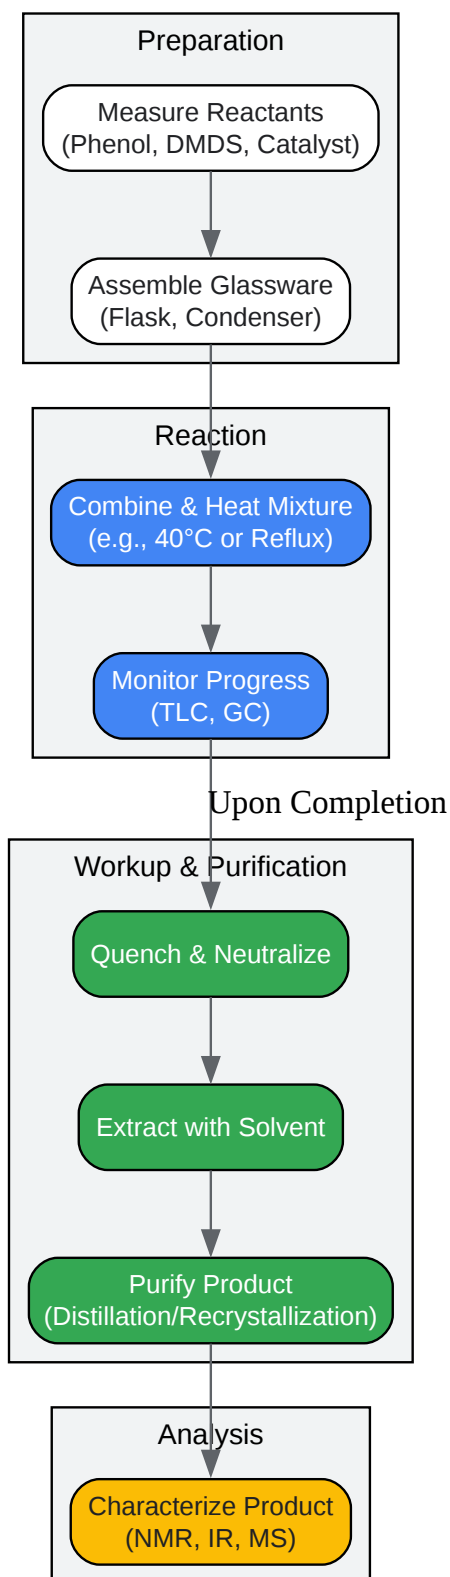 Preparation
Measure Reactants
(Phenol, DMDS, Catalyst)
Assemble Glassware
(Flask, Condenser)
Reaction
Combine & Heat Mixture
(e.g., 40°C or Reflux)
Monitor Progress
(TLC, GC)
Upon Completion
Workup & Purification
Quench & Neutralize
Extract with Solvent
Purify Product
(Distillation/Recrystallization)
Analysis
Characterize Product
(NMR, IR, MS)